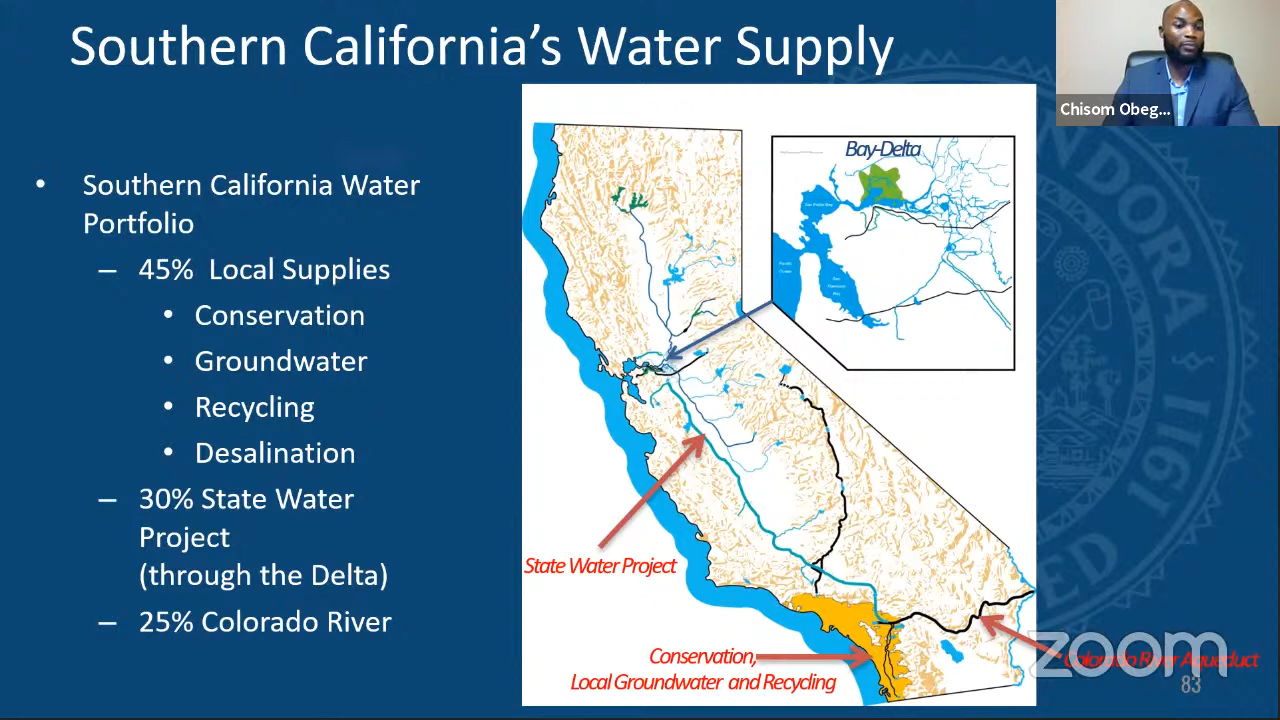 Southern California's Water Supply
Chisom Obeg...
• Southern California Water
Portfolio
– 45% Local Supplies
• Conservation
• Groundwater
• Recycling
• Desalination
– 30% State Water
Project
(through the Delta)
– 25% Colorado River
Bay-Delta
State Water Project
Conservation,
Local Groundwater and Recycling
Colorado River Aqueduct
zoom
83
1911